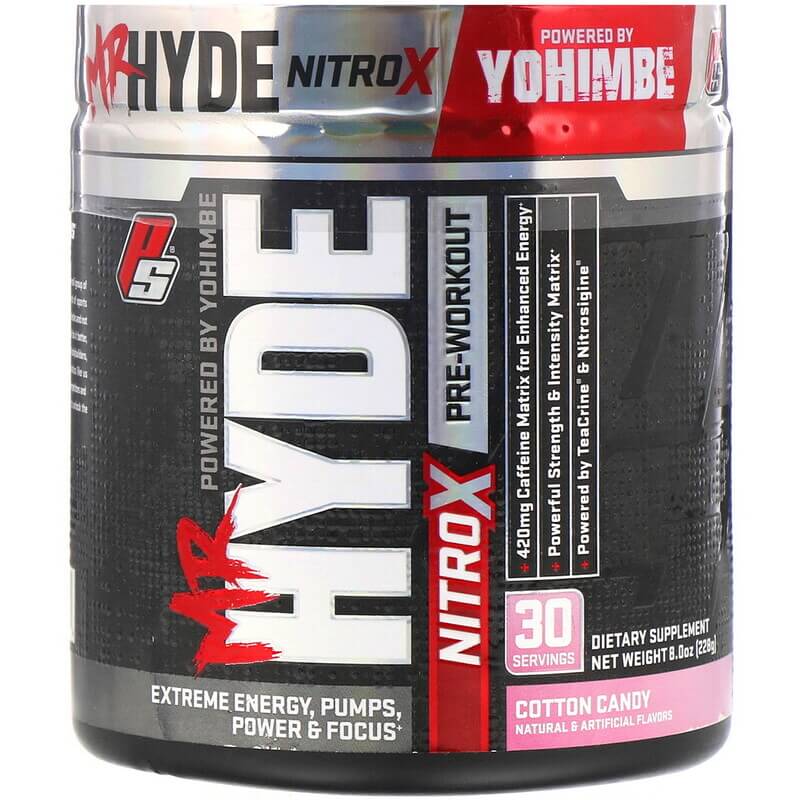 MR HYDE NITROX
POWERED BY
YOHIMBE
PS
PS®
POWERED BY YOHIMBE
MR HYDE
NITROX
PRE-WORKOUT
+ 420mg Caffeine Matrix for Enhanced Energy+
+ Powerful Strength & Intensity Matrix+
+ Powered by TeaCrine® & Nitrosigine®
30
SERVINGS
DIETARY SUPPLEMENT
NET WEIGHT 8.0oz (228g)
EXTREME ENERGY, PUMPS,
POWER & FOCUS+
COTTON CANDY
NATURAL & ARTIFICIAL FLAVORS